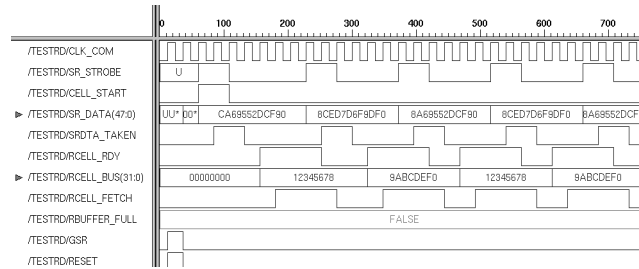 0 100 200 300 400 500 600 700
/TESTRD/CLK_COM
/TESTRD/SR_STROBE U
/TESTRD/CELL_START
/TESTRD/SR_DATA(47:0) UU* 00* CA69552DCF90 8CED7D6F9DF0 8A69552DCF90 8CED7D6F9DF0 8A69552DCF
/TESTRD/SRDTA_TAKEN
/TESTRD/RCELL_RDY
/TESTRD/RCELL_BUS(31:0) 00000000 12345678 9ABCDEF0 12345678 9ABCDEF0
/TESTRD/RCELL_FETCH
/TESTRD/RBUFFER_FULL FALSE
/TESTRD/GSR
/TESTRD/RESET